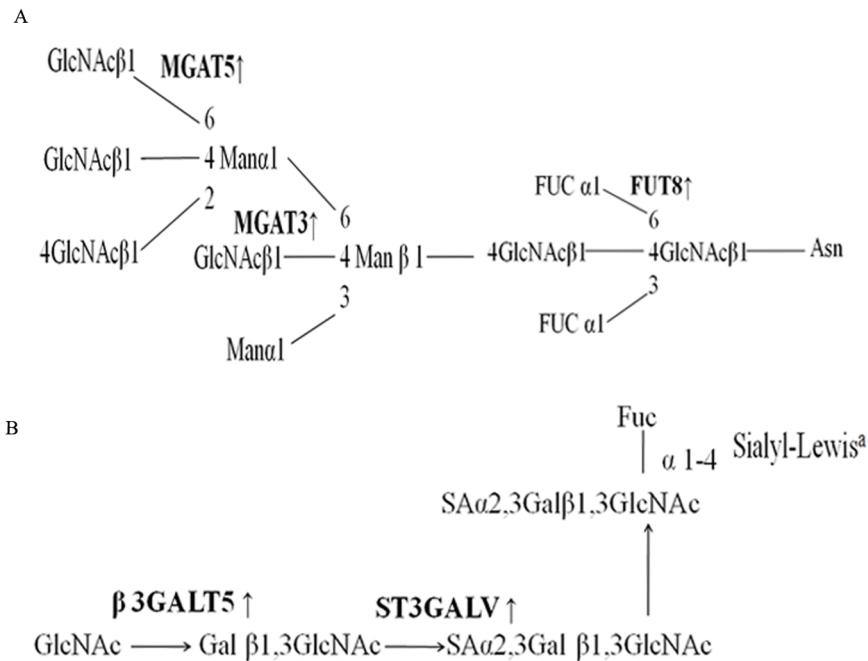 A
GlcNAcβ1 MGAT5↑
6
GlcNAcβ1 4 Manα1
2
FUC α1 FUT8↑
MGAT3↑ 6 6
4GlcNAcβ1 GlcNAcβ1 4 Man β 1 4GlcNAcβ1 4GlcNAcβ1 Asn
3 3
FUC α1
Manα1
B
Fuc
α 1-4 Sialyl-Lewisᵃ
SAα2,3Galβ1,3GlcNAc
β 3GALT5 ↑ ST3GALV ↑
GlcNAc → Gal β1,3GlcNAc → SAα2,3Gal β1,3GlcNAc